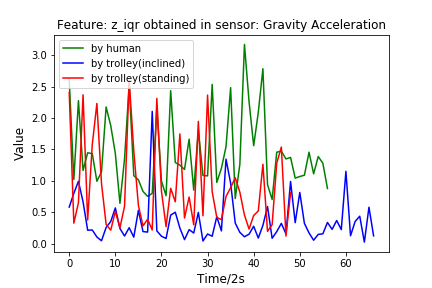 Feature: z_iqr obtained in sensor: Gravity Acceleration
by human
by trolley(inclined)
by trolley(standing)
3.0
2.5
2.0
1.5
1.0
0.5
0.0
Value
0 10 20 30 40 50 60
Time/2s